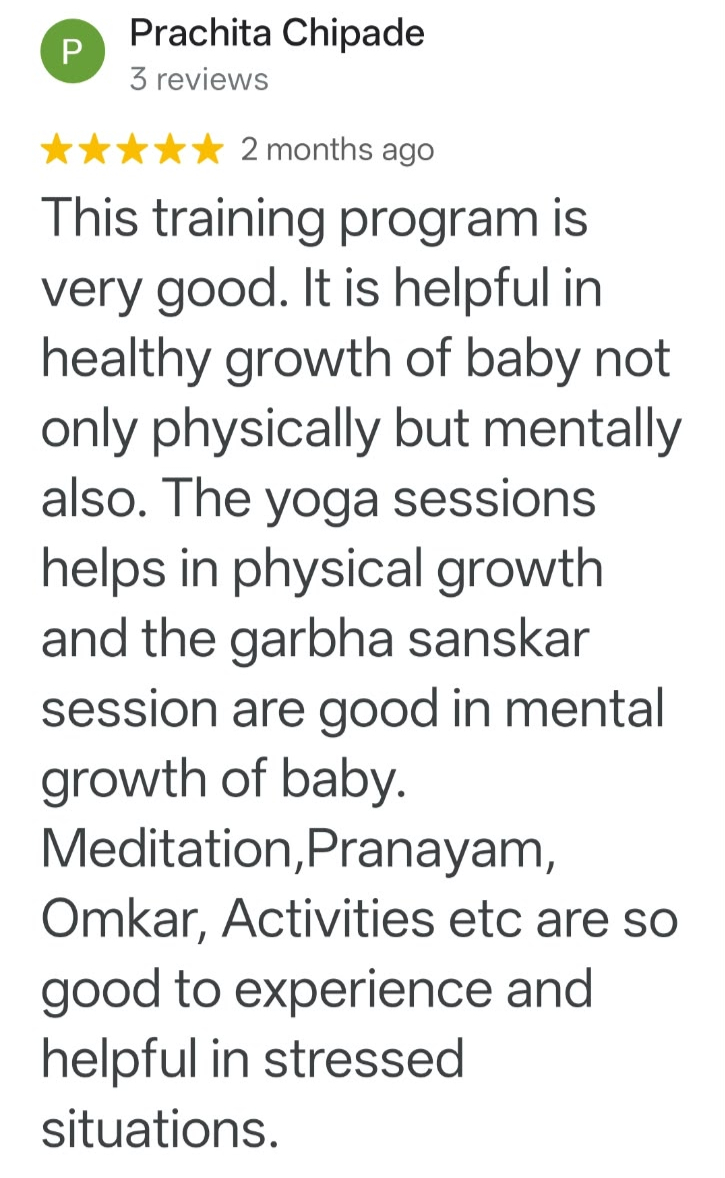 P
Prachita Chipade
3 reviews
2 months ago
This training program is
very good. It is helpful in
healthy growth of baby not
only physically but mentally
also. The yoga sessions
helps in physical growth
and the garbha sanskar
session are good in mental
growth of baby.
Meditation,Pranayam,
Omkar, Activities etc are so
good to experience and
helpful in stressed
situations.